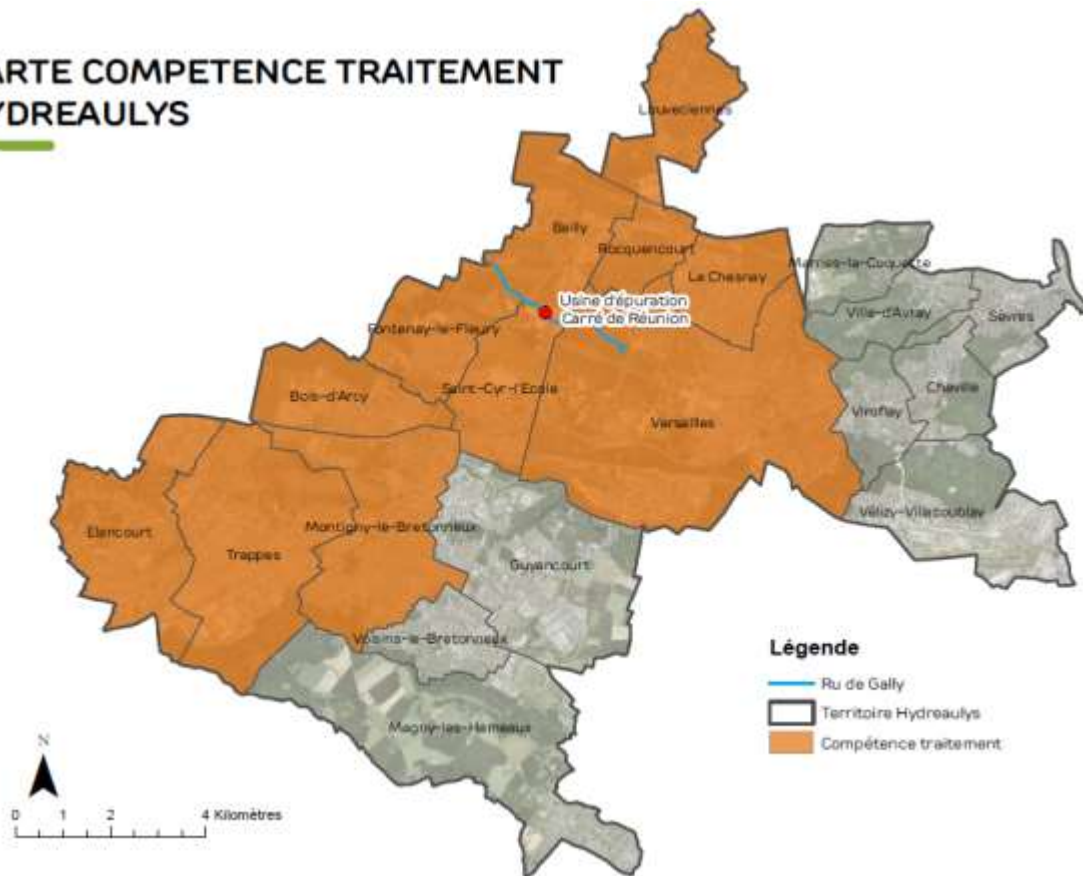 ARTE COMPETENCE TRAITEMENT
YDREAULYS
Louveciennes
Bailly
Rocquencourt
La Chesnay
Marnes-la-Coquette
Usine d'épuration
Carré de Réunion
Ville-d'Avray
Sèvres
Fontenay-le-Fleury
Chaville
Bois-d'Arcy
Saint-Cyr-l'Ecole
Versailles
Viroflay
Vélizy-Villacoublay
Elancourt
Trappes
Montigny-le-Bretonneux
Guyancourt
Voisins-le-Bretonneux
Magny-les-Hameaux
Légende
Ru de Gally
Territoire Hydreaulys
Compétence traitement
N
0 1 2 4 Kilomètres